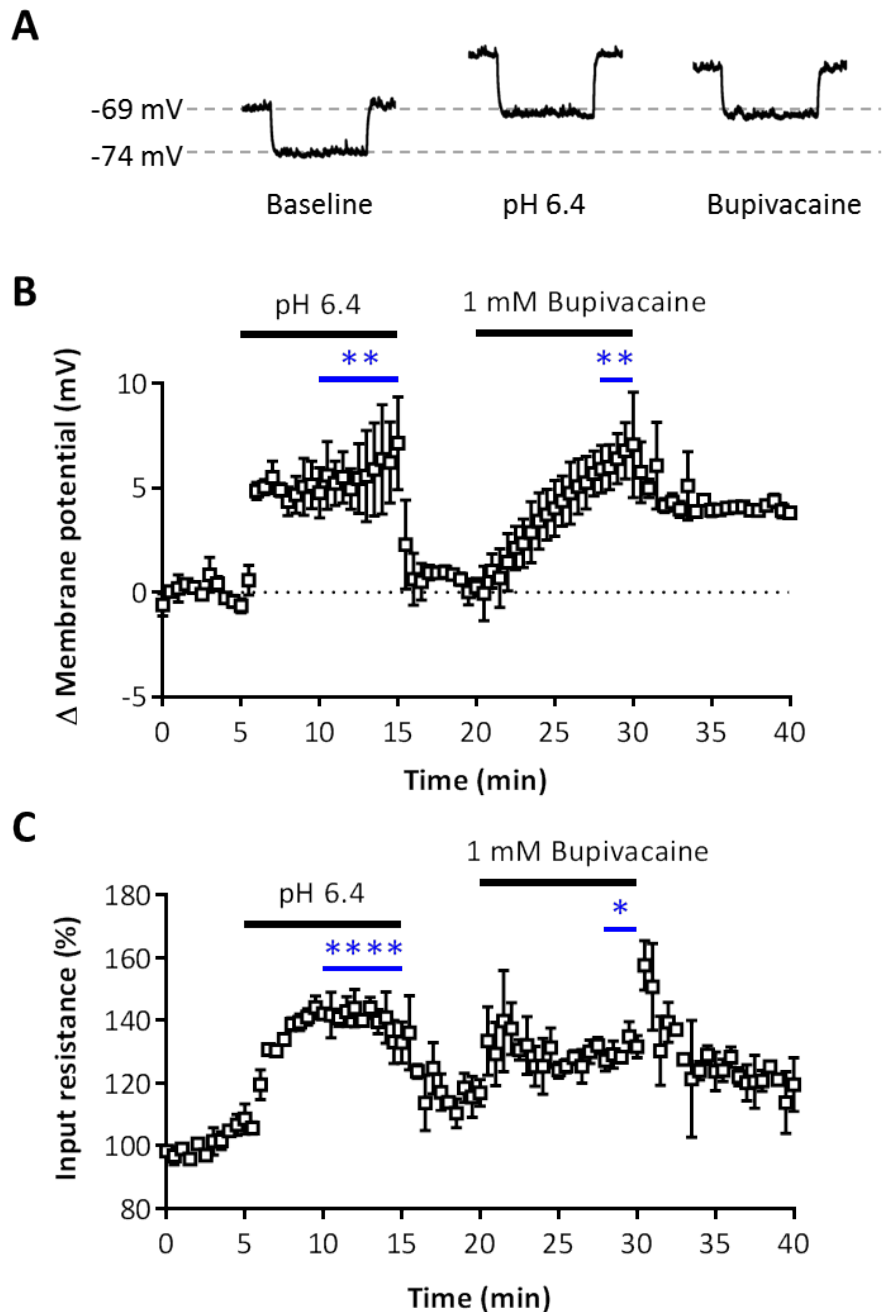 A
-69 mV
-74 mV
Baseline
pH 6.4
Bupivacaine
B
pH 6.4
1 mM Bupivacaine
**
**
Δ Membrane potential (mV)
10
5
0
-5
0
5
10
15
20
25
30
35
40
Time (min)
C
1 mM Bupivacaine
pH 6.4
*
****
Input resistance (%)
180
160
140
120
100
80
0
5
10
15
20
25
30
35
40
Time (min)